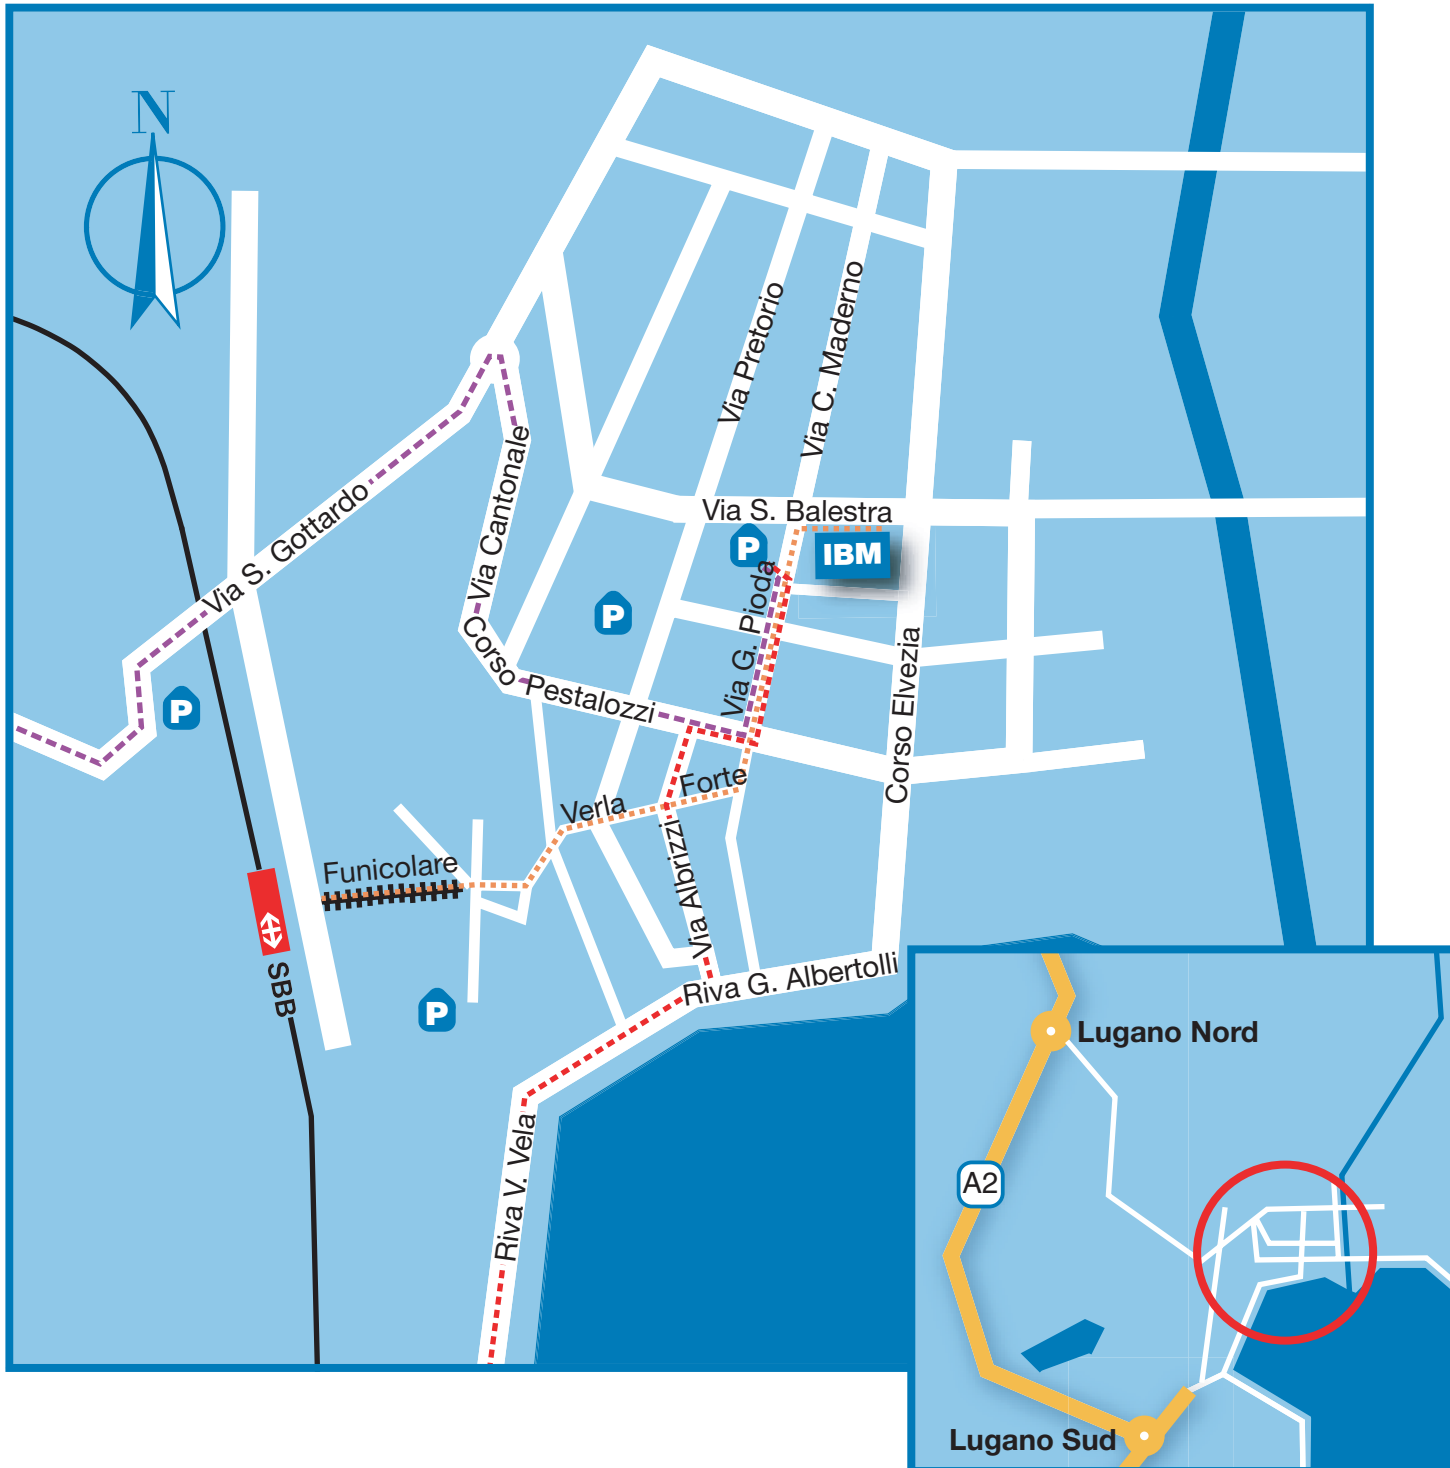 N
Via Pretorio
Via C. Maderno
Via Cantonale
Via S. Gottardo
Via S. Balestra
P
IBM
P
Via G. Pioda
Corso Pestalozzi
Corso Elvezia
P
Forte
Verla
Funicolare
Via Albrizzi
SBB
P
Riva G. Albertolli
Riva V. Vela
Lugano Nord
A2
Lugano Sud